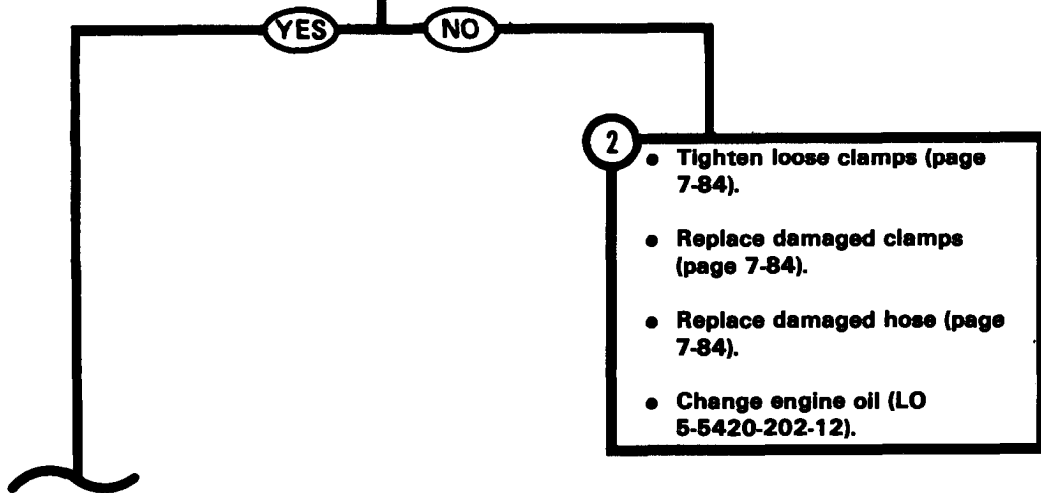 YES NO
2
• Tighten loose clamps (page
7-84).
• Replace damaged clamps
(page 7-84).
• Replace damaged hose (page
7-84).
• Change engine oil (LO
5-5420-202-12).